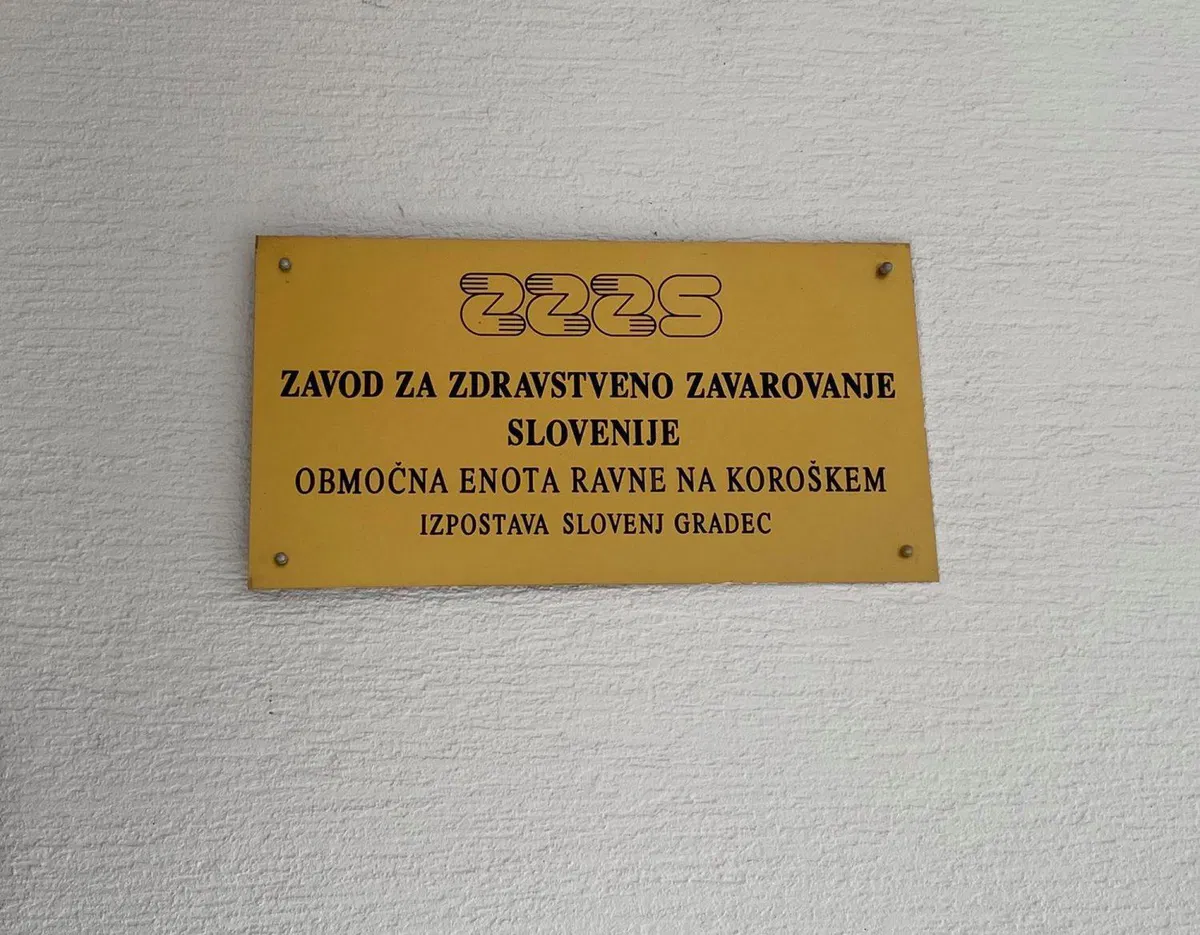 ZZZS
ZAVOD ZA ZDRAVSTVENO ZAVAROVANJE
SLOVENIJE
OBMOČNA ENOTA RAVNE NA KOROŠKEM
IZPOSTAVA SLOVENJ GRADEC